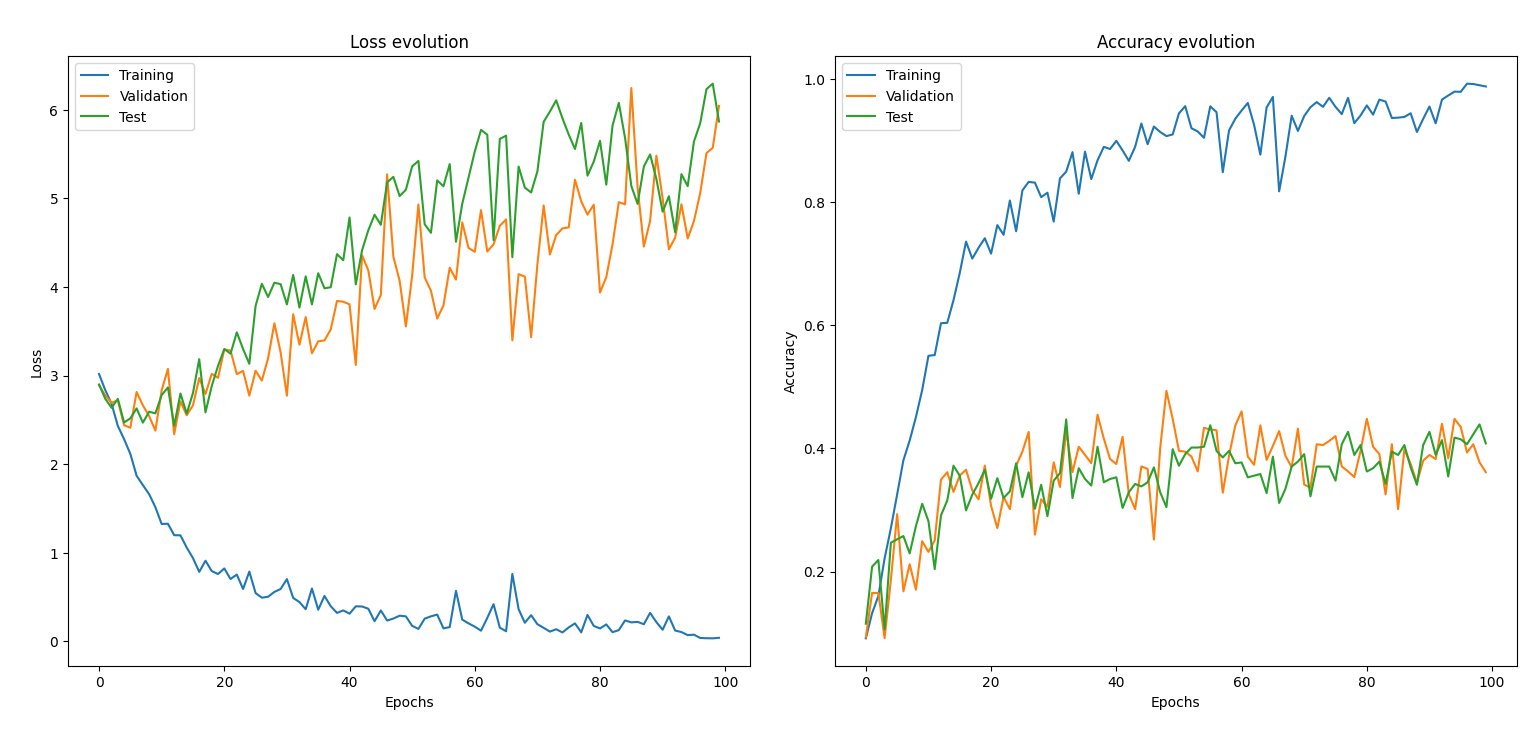 Loss evolution
Training
Validation
Test
6
5
4
3
2
1
0
Loss
0 20 40 60 80 100
Epochs
Accuracy evolution
Training
Validation
Test
1.0
0.8
0.6
0.4
0.2
Accuracy
0 20 40 60 80 100
Epochs